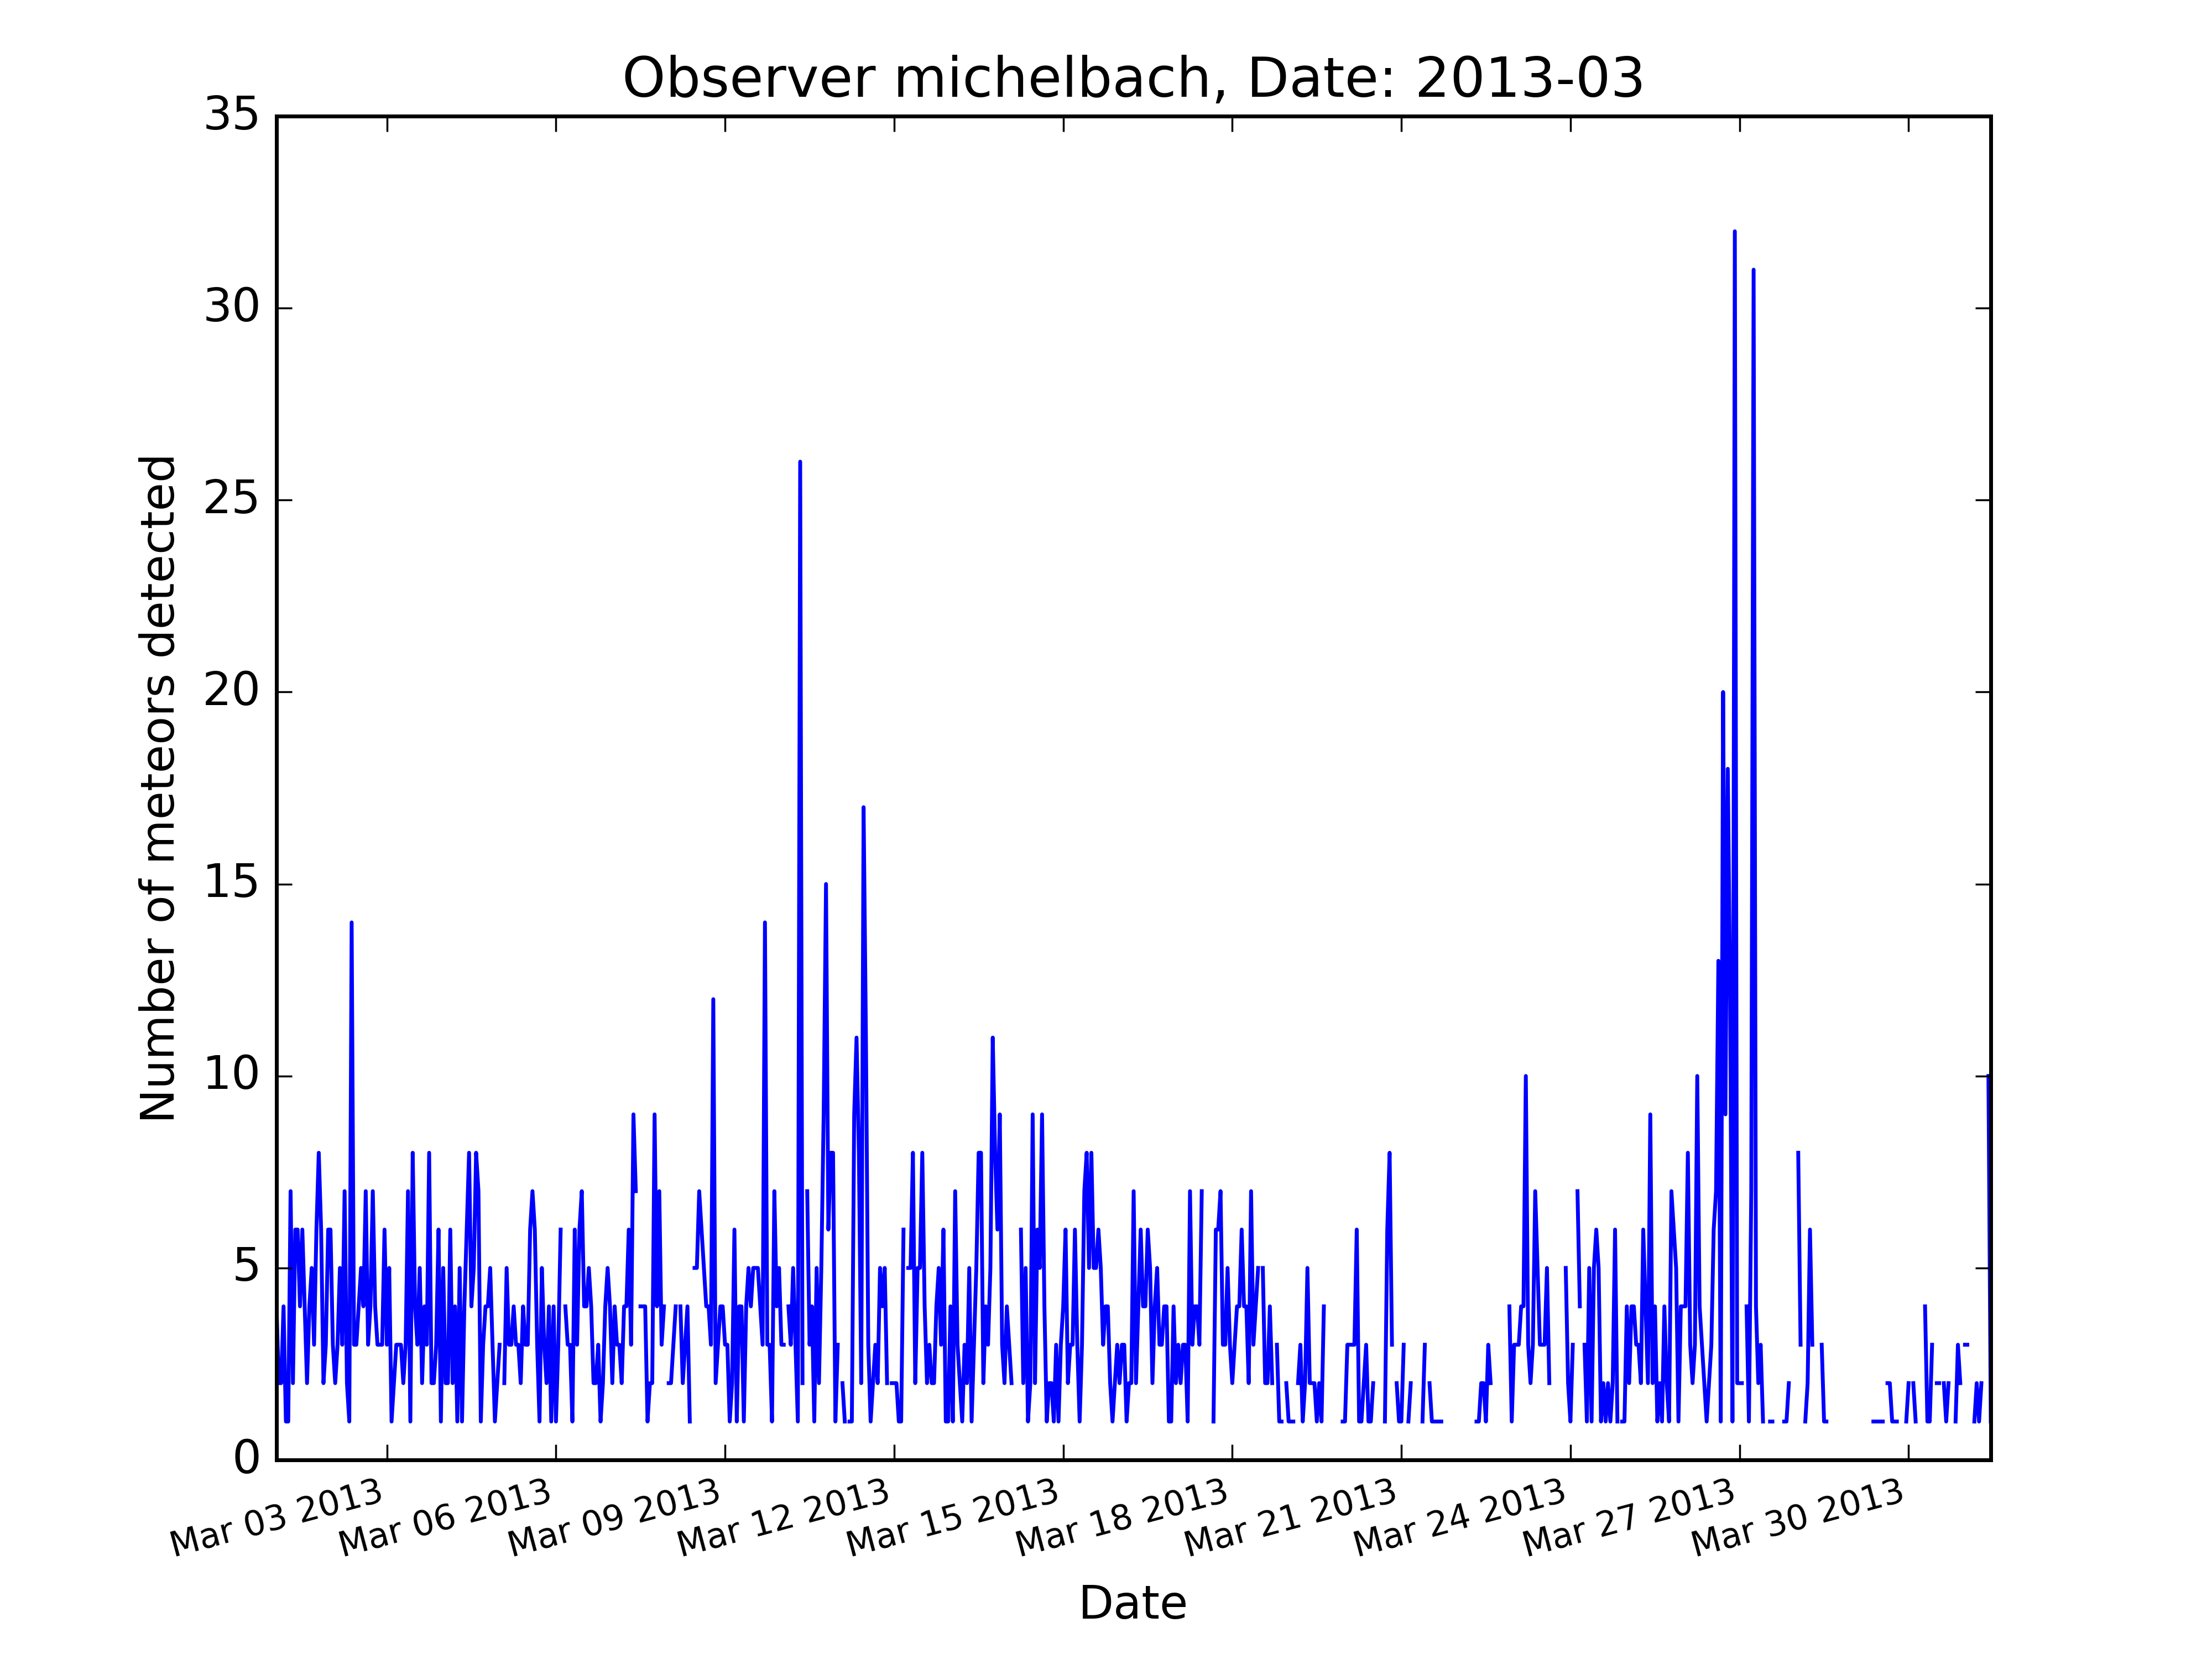 Observer michelbach, Date: 2013-03
Number of meteors detected
35
30
25
20
15
10
5
0
Mar 03 2013
Mar 06 2013
Mar 09 2013
Mar 12 2013
Mar 15 2013
Mar 18 2013
Mar 21 2013
Mar 24 2013
Mar 27 2013
Mar 30 2013
Date